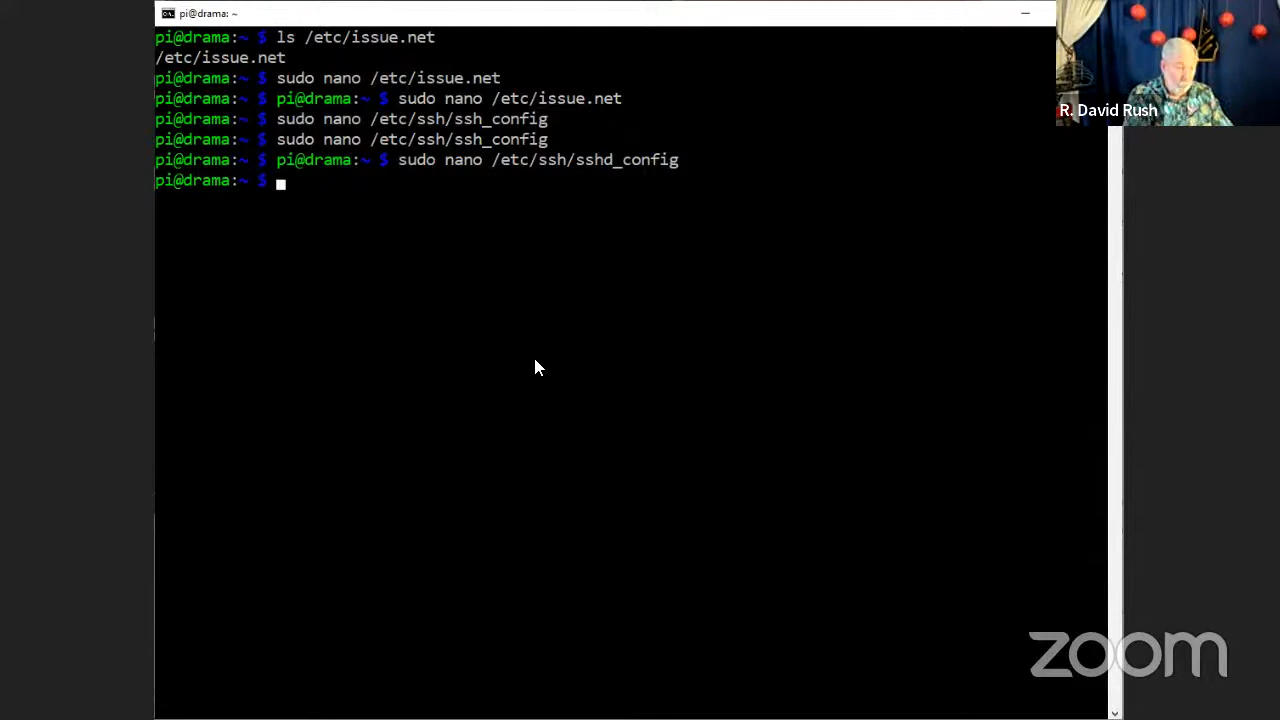 pi@drama: ~
pi@drama:~ $ ls /etc/issue.net
/etc/issue.net
pi@drama:~ $ sudo nano /etc/issue.net
pi@drama:~ $ pi@drama:~ $ sudo nano /etc/issue.net
pi@drama:~ $ sudo nano /etc/ssh/ssh_config
pi@drama:~ $ sudo nano /etc/ssh/ssh_config
pi@drama:~ $ pi@drama:~ $ sudo nano /etc/ssh/sshd_config
pi@drama:~ $
R. David Rush
zoom